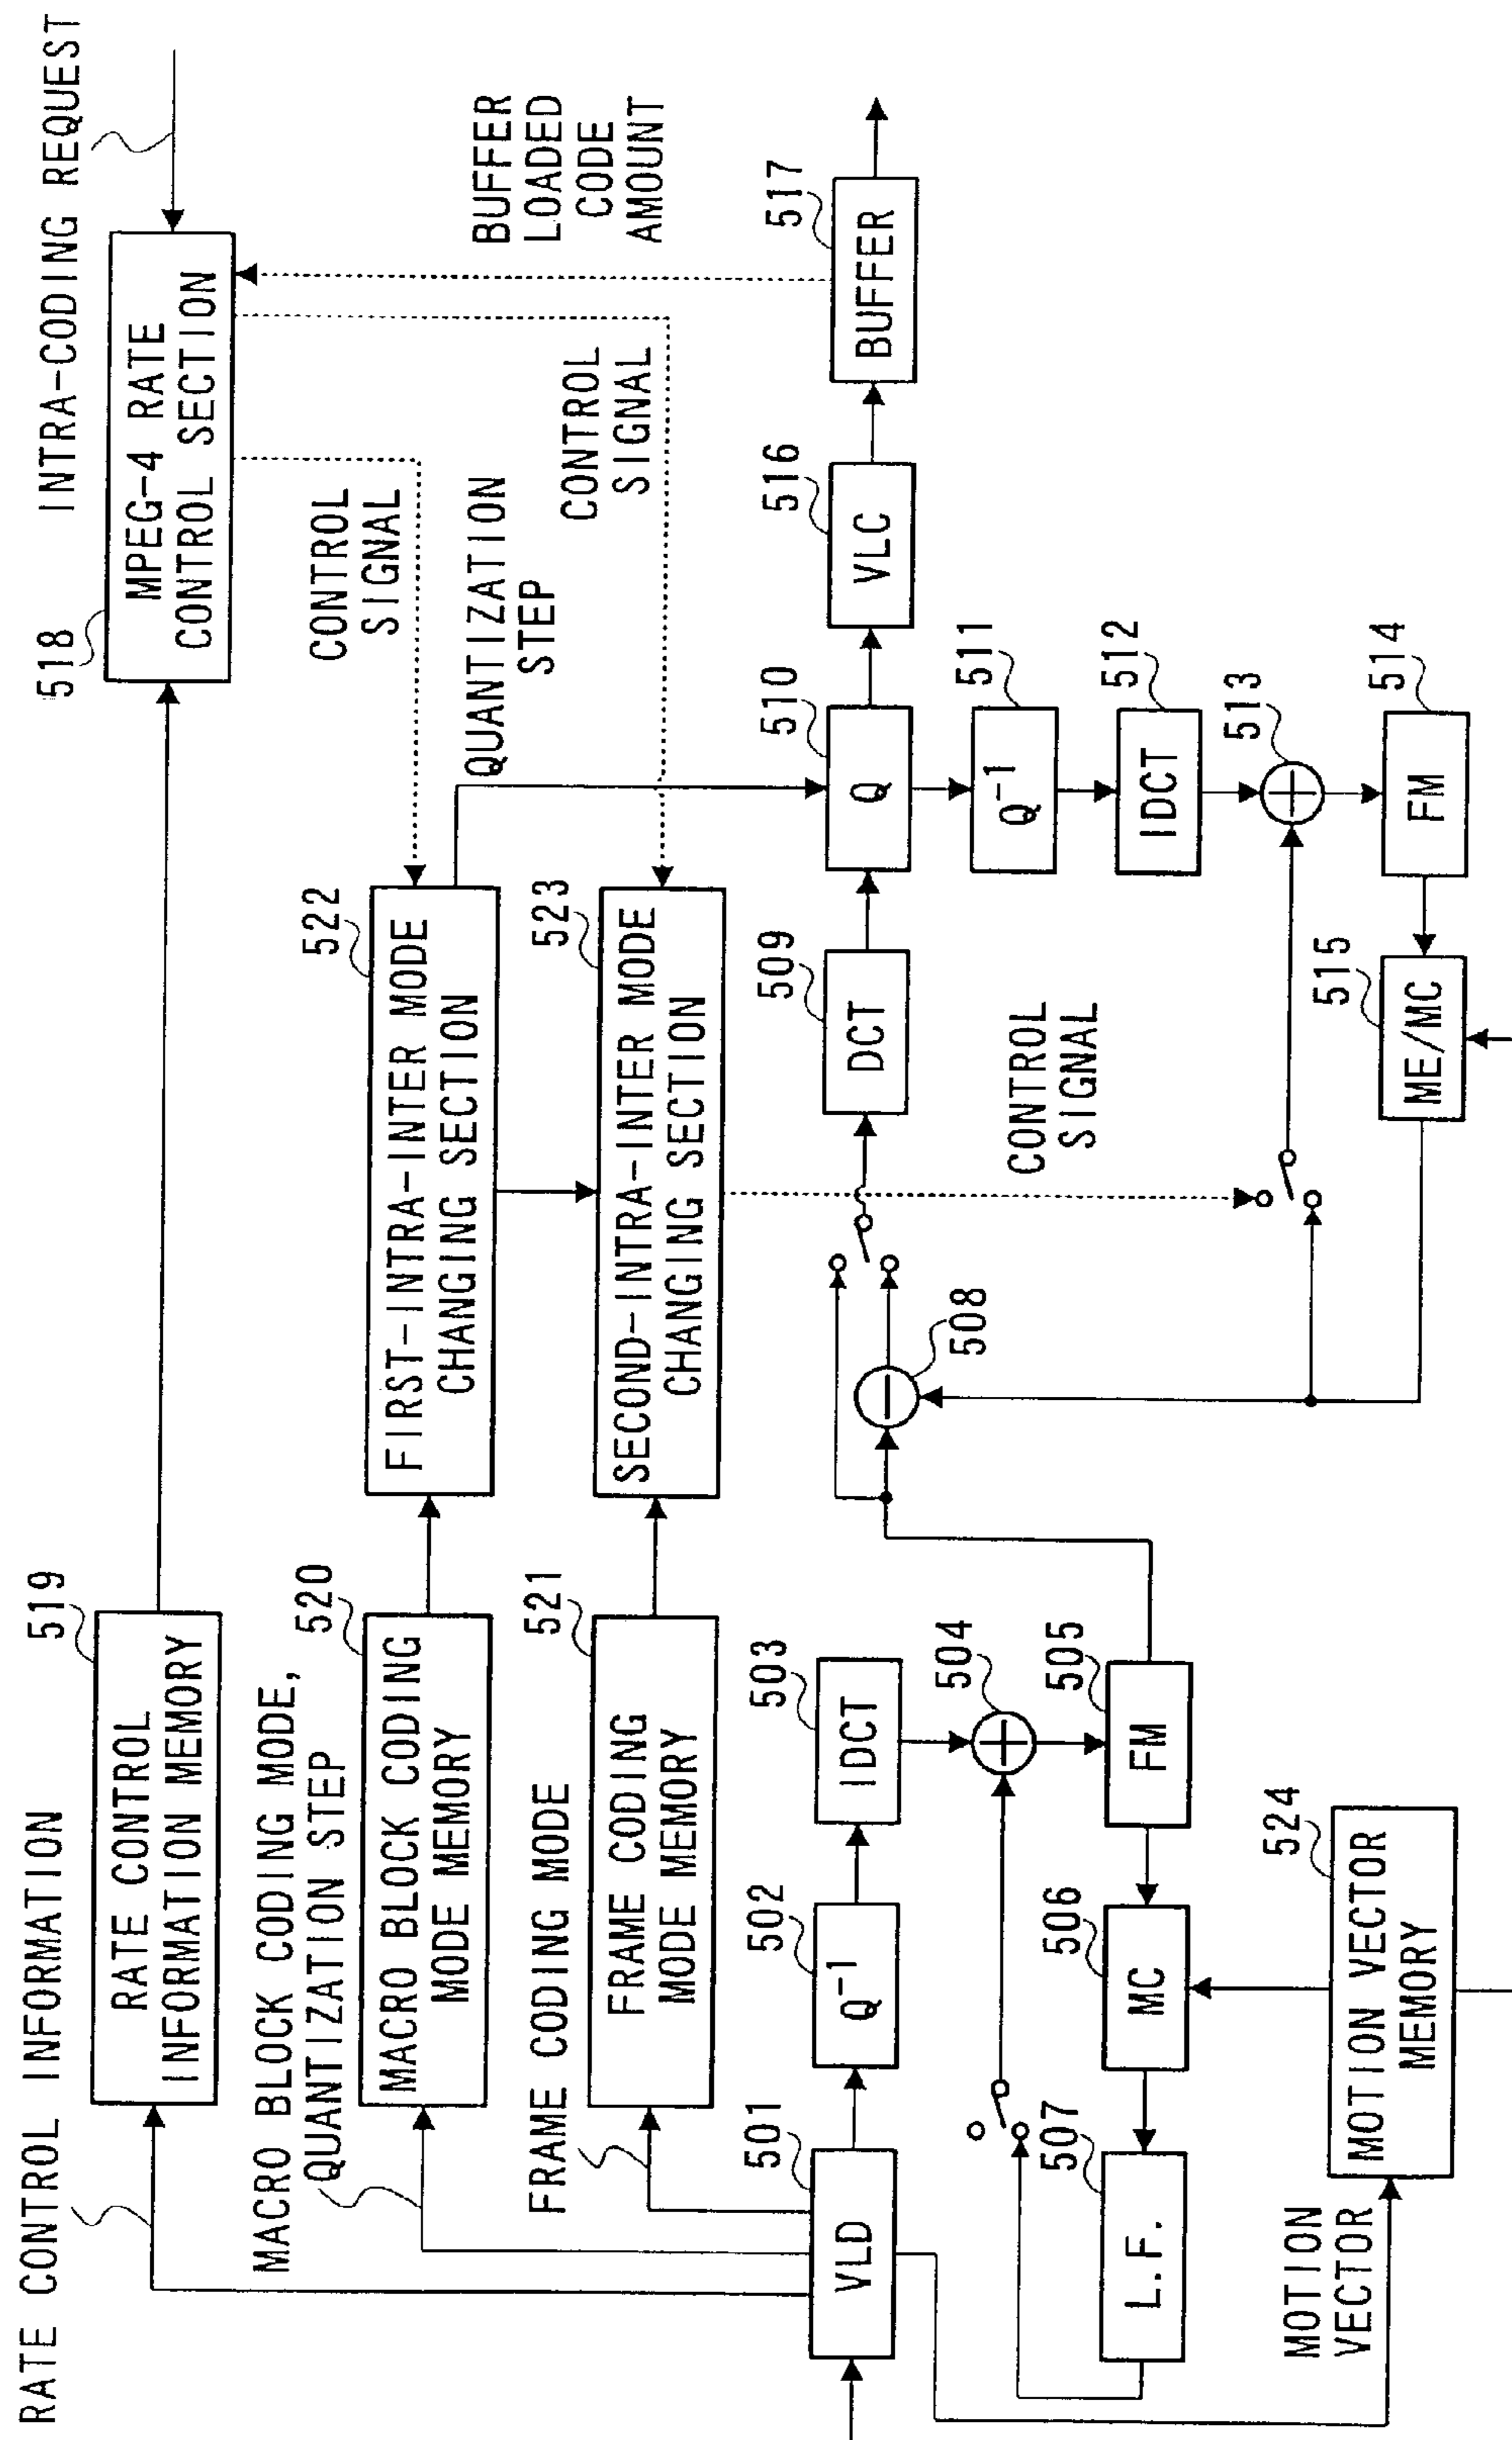 RATE CONTROL INFORMATION
519
RATE CONTROL
INFORMATION MEMORY
518
MPEG-4 RATE
CONTROL SECTION
INTRA-CODING REQUEST
MACRO BLOCK CODING MODE,
QUANTIZATION STEP
520
MACRO BLOCK CODING
MODE MEMORY
522
FIRST-INTRA-INTER MODE
CHANGING SECTION
CONTROL
SIGNAL
QUANTIZATION
STEP
FRAME CODING MODE
521
FRAME CODING
MODE MEMORY
523
SECOND-INTRA-INTER MODE
CHANGING SECTION
CONTROL
SIGNAL
BUFFER
LOADED
CODE
AMOUNT
501
VLD
502
Q-1
503
IDCT
504
505
FM
506
MC
507
L.F.
MOTION
VECTOR
524
MOTION VECTOR
MEMORY
508
509
DCT
510
Q
516
VLC
517
BUFFER
511
Q-1
512
IDCT
513
514
FM
515
ME/MC
CONTROL
SIGNAL